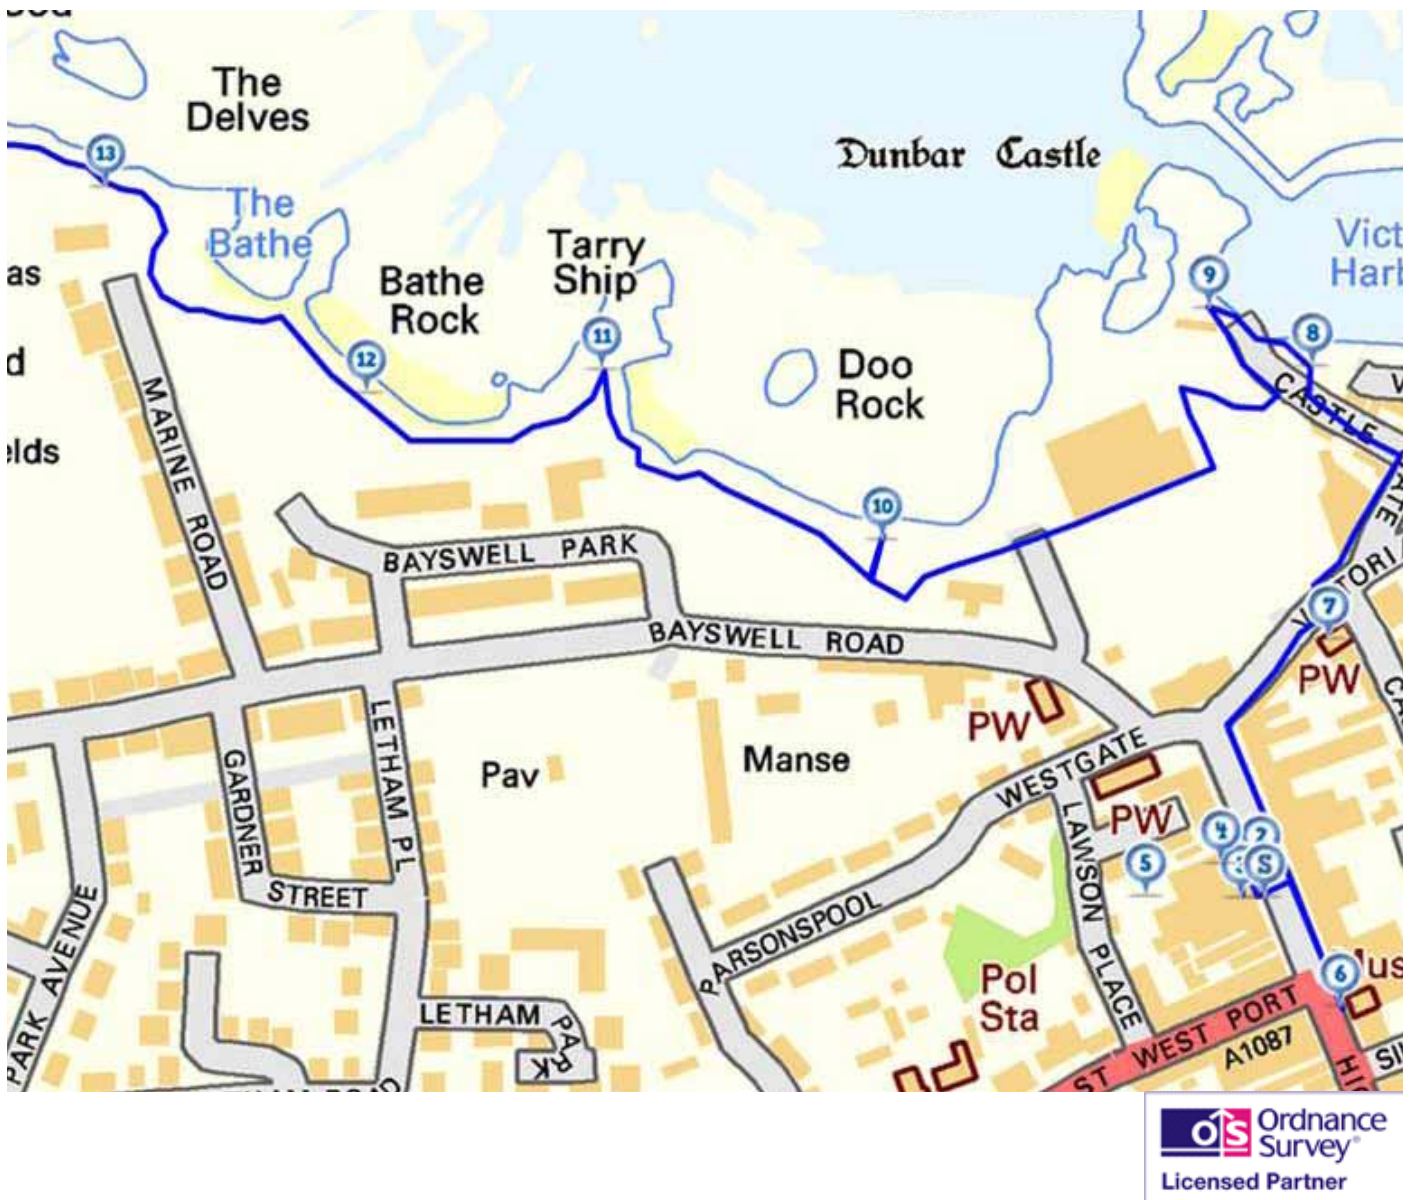 The
Delves
13
The
Bathe
Dunbar Castle
Tarry
Ship
Bathe
Rock
Vict
Harb
9
8
11
12
Doo
Rock
as
d
elds
CASTLE
MARINE ROAD
10
BAYSWELL PARK
BAYSWELL ROAD
7
PW
PW
LETHAM PL
GARDNER
STREET
Pav
Manse
WESTGATE
PW
LAWSON PLACE
4
2
5
S
PARSONSPOOL
PARK AVENUE
Pol
Sta
6
LETHAM PARK
WEST PORT
A1087
Ordnance
Survey®
Licensed Partner